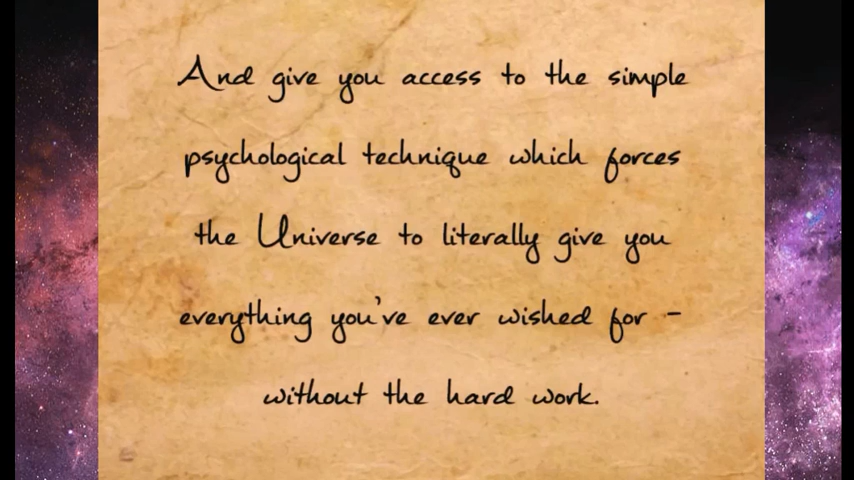 And give you access to the simple
psychological technique which forces
the Universe to literally give you
everything you've ever wished for -
without the hard work.